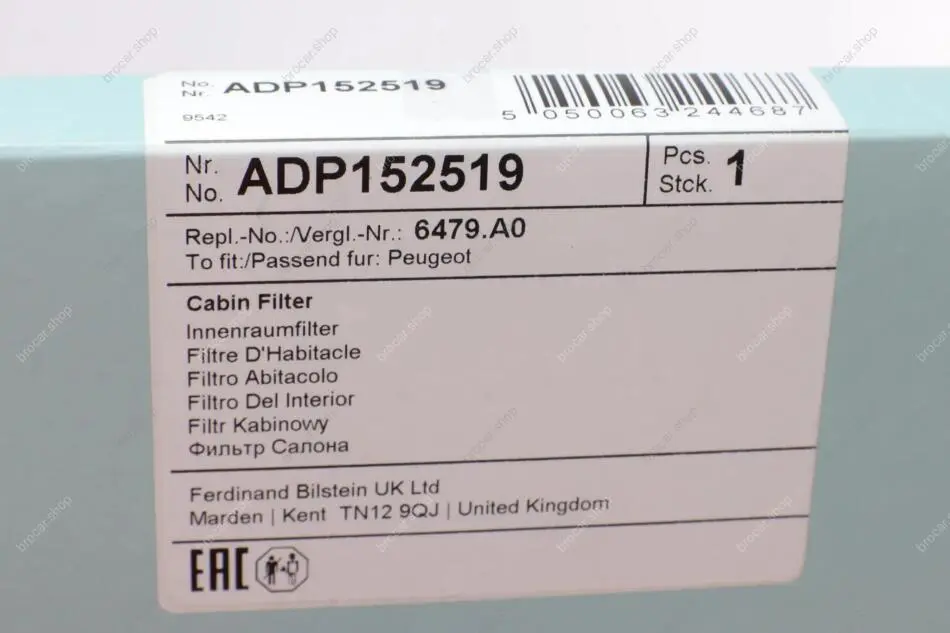 No. ADP152519
Nr.
9542
5 050063 244687
Nr. ADP152519
No.
Pcs. 1
Stck.
Repl.-No.:/Vergl.-Nr.: 6479.A0
To fit:/Passend fur: Peugeot
Cabin Filter
Innenraumfilter
Filtre D'Habitacle
Filtro Abitacolo
Filtro Del Interior
Filtr Kabinowy
Фильтр Салона
Ferdinand Bilstein UK Ltd
Marden | Kent TN12 9QJ | United Kingdom
EAC
brocar.shop